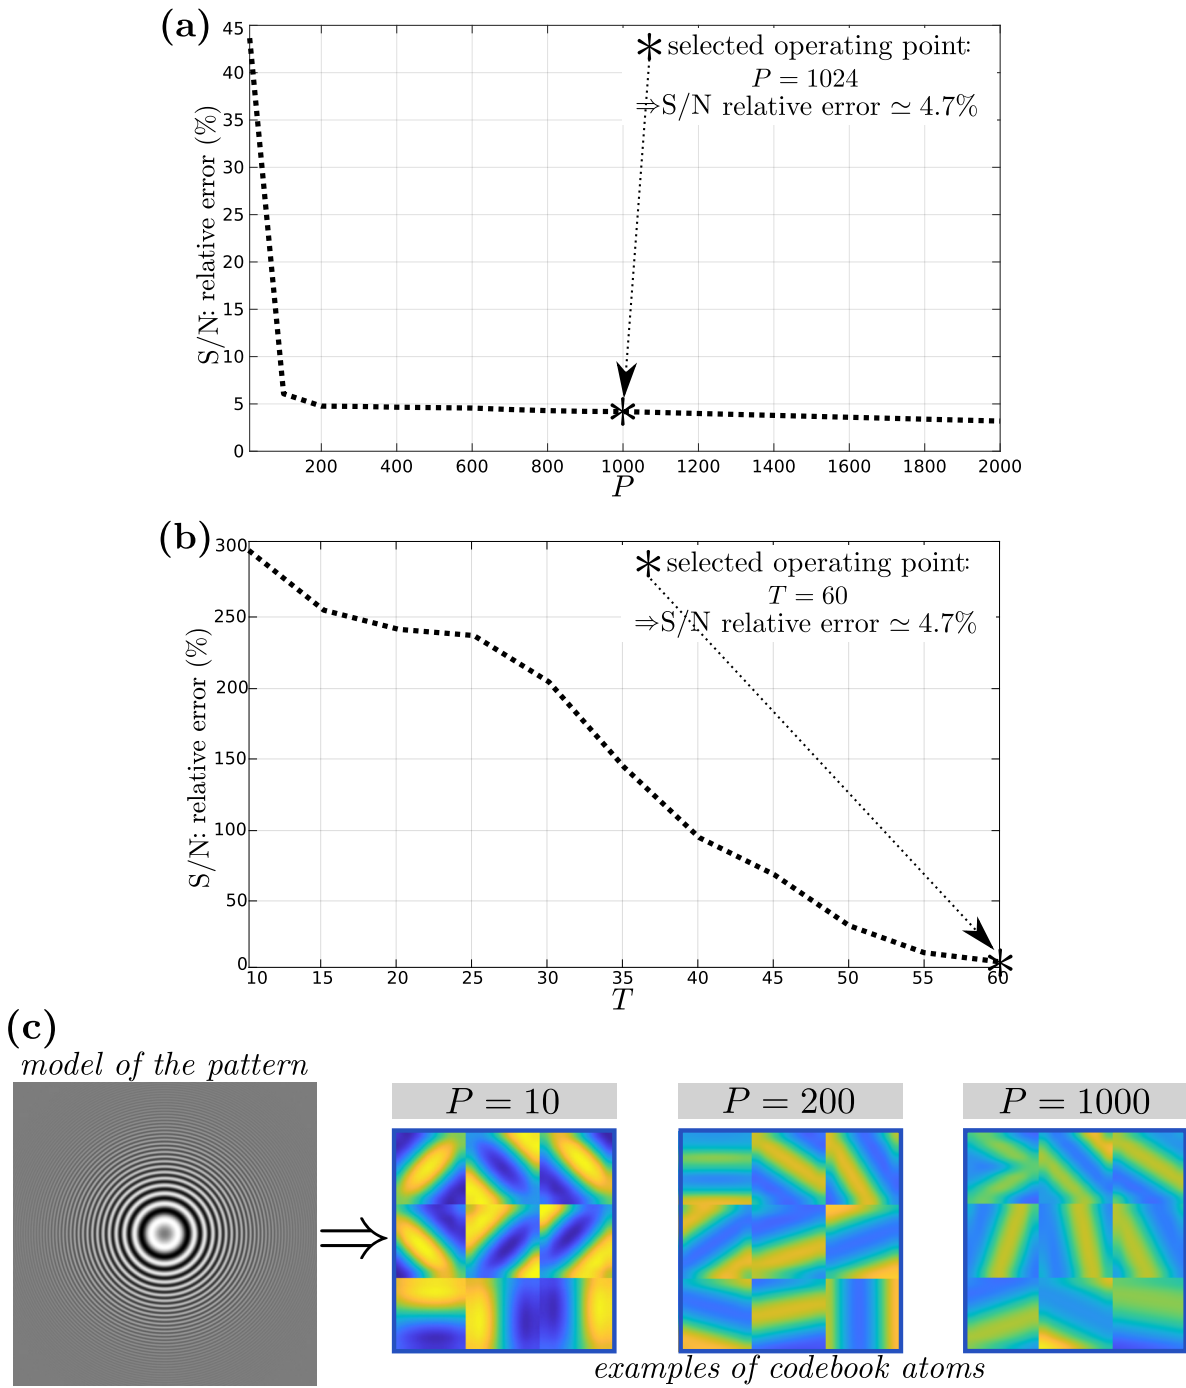 (a)
selected operating point:
P = 1024
⇒S/N relative error ≃ 4.7%
S/N: relative error (%)
45
40
35
30
25
20
15
10
5
0
200 400 600 800 1000 1200 1400 1600 1800 2000
P
(b)
selected operating point:
T = 60
⇒S/N relative error ≃ 4.7%
S/N: relative error (%)
300
250
200
150
100
50
0
10 15 20 25 30 35 40 45 50 55 60
T
(c)
model of the pattern
P = 10 P = 200 P = 1000
examples of codebook atoms